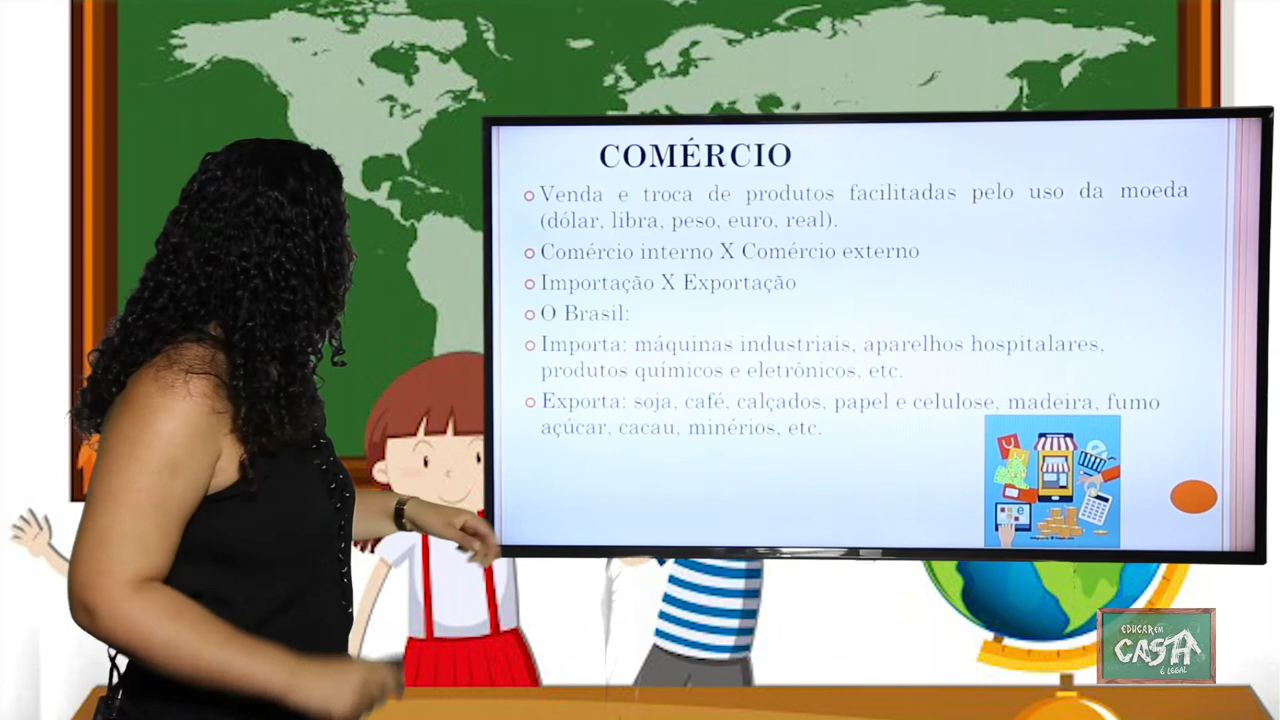 COMÉRCIO
Venda e troca de produtos facilitadas pelo uso da moeda
(dólar, libra, peso, euro, real).
Comércio interno X Comércio externo
Importação X Exportação
O Brasil:
Importa: máquinas industriais, aparelhos hospitalares,
produtos químicos e eletrônicos, etc.
Exporta: soja, café, calçados, papel e celulose, madeira, fumo
açúcar, cacau, minérios, etc.
EDUCAR EM
CASA
É LEGAL